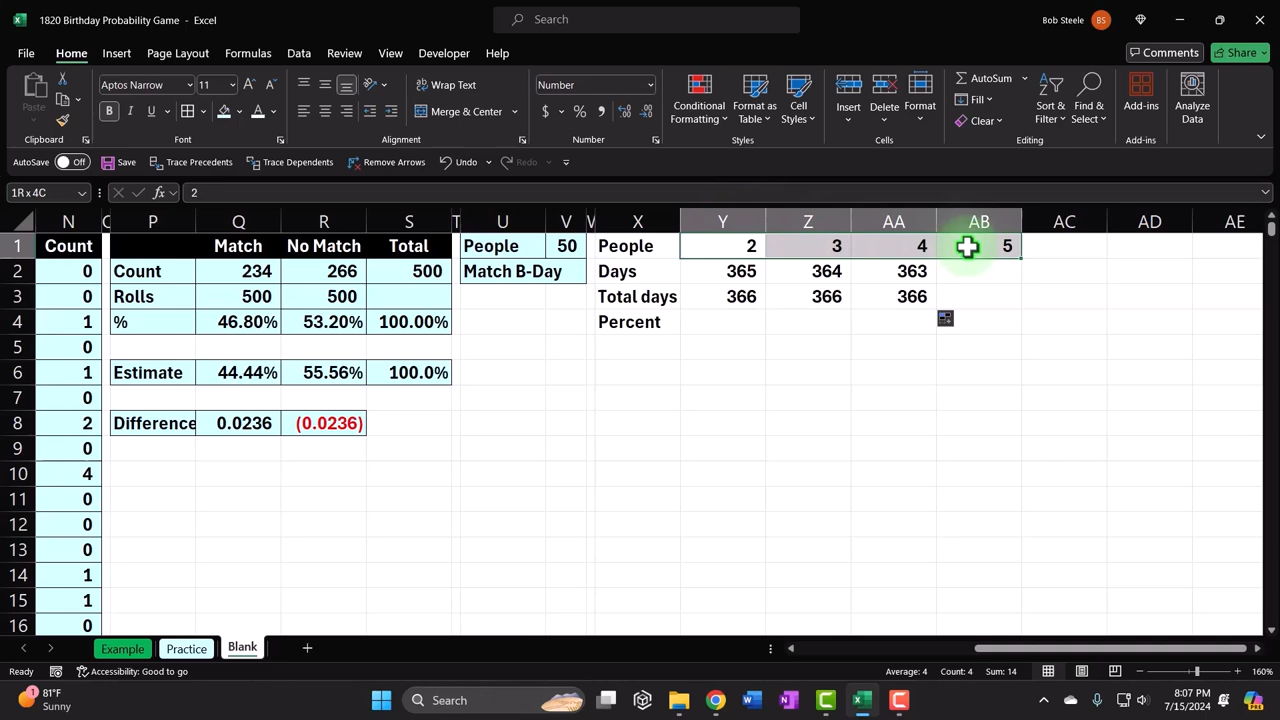 1820 Birthday Probability Game - Excel
Search
Bob Steele BS
File Home Insert Page Layout Formulas Data Review View Developer Help
Comments Share
Paste
Clipboard
Aptos Narrow 11
B I U
Font
Wrap Text
Merge & Center
Alignment
Number
$ % ,
Number
Conditional Formatting
Format as Table
Cell Styles
Styles
Insert Delete Format
Cells
AutoSum
Fill
Clear
Sort & Filter
Find & Select
Editing
Add-ins
Add-ins
Analyze Data
AutoSave Off Save Trace Precedents Trace Dependents Remove Arrows Undo Redo
1R x 4C fx 2
N P Q R S T U V W X Y Z AA AB AC AD AE
1 Count Match No Match Total People 50 People 2 3 4 5
2 0 Count 234 266 500 Match B-Day Days 365 364 363
3 0 Rolls 500 500 Total days 366 366 366
4 1 % 46.80% 53.20% 100.00% Percent
5 0
6 1 Estimate 44.44% 55.56% 100.0%
7 0
8 2 Difference 0.0236 (0.0236)
9 0
10 4
11 0
12 0
13 0
14 1
15 1
16 0
Example Practice Blank +
Ready Accessibility: Good to go Average: 4 Count: 4 Sum: 14 160%
81°F
Sunny
Search
8:07 PM
7/15/2024